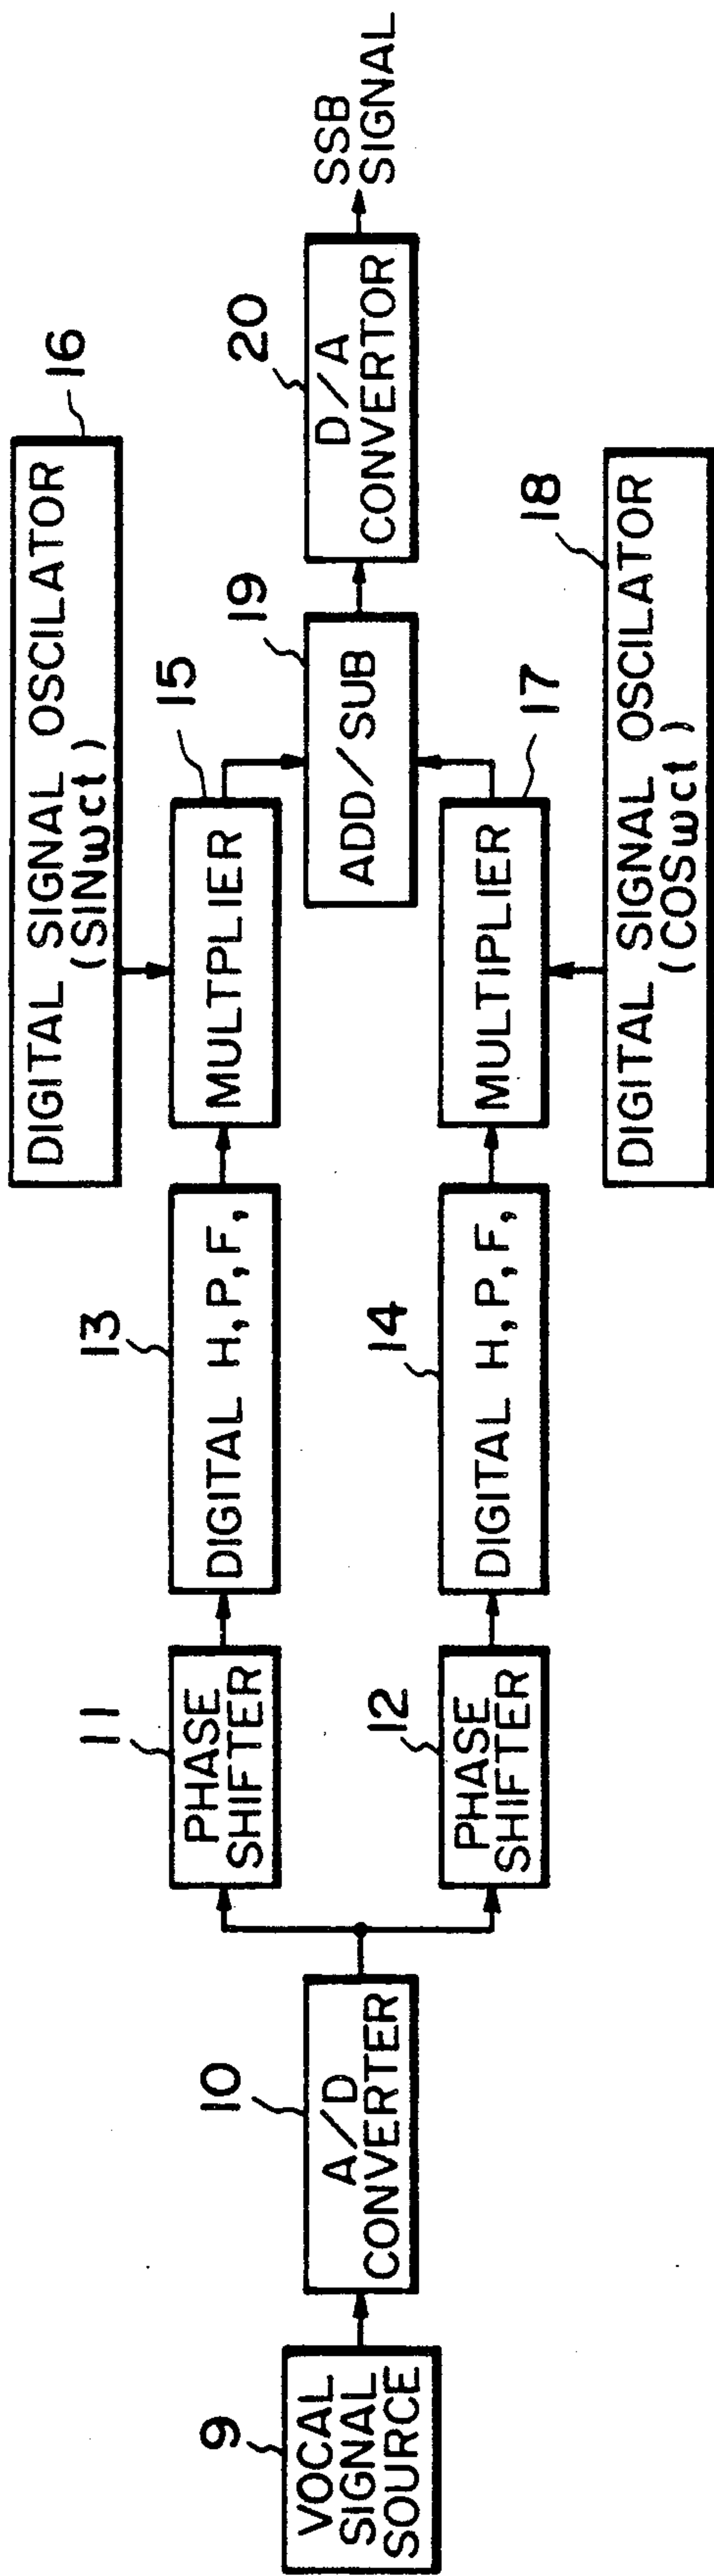 9
VOCAL
SIGNAL
SOURCE
10
A/D
CONVERTER
11
PHASE
SHIFTER
12
PHASE
SHIFTER
13
DIGITAL H,P,F,
14
DIGITAL H,P,F,
15
MULTPLIER
16
DIGITAL SIGNAL OSCILATOR
(SINωct)
17
MULTIPLIER
18
DIGITAL SIGNAL OSCILATOR
(COSωct)
19
ADD/SUB
20
D/A
CONVERTOR
SSB
SIGNAL